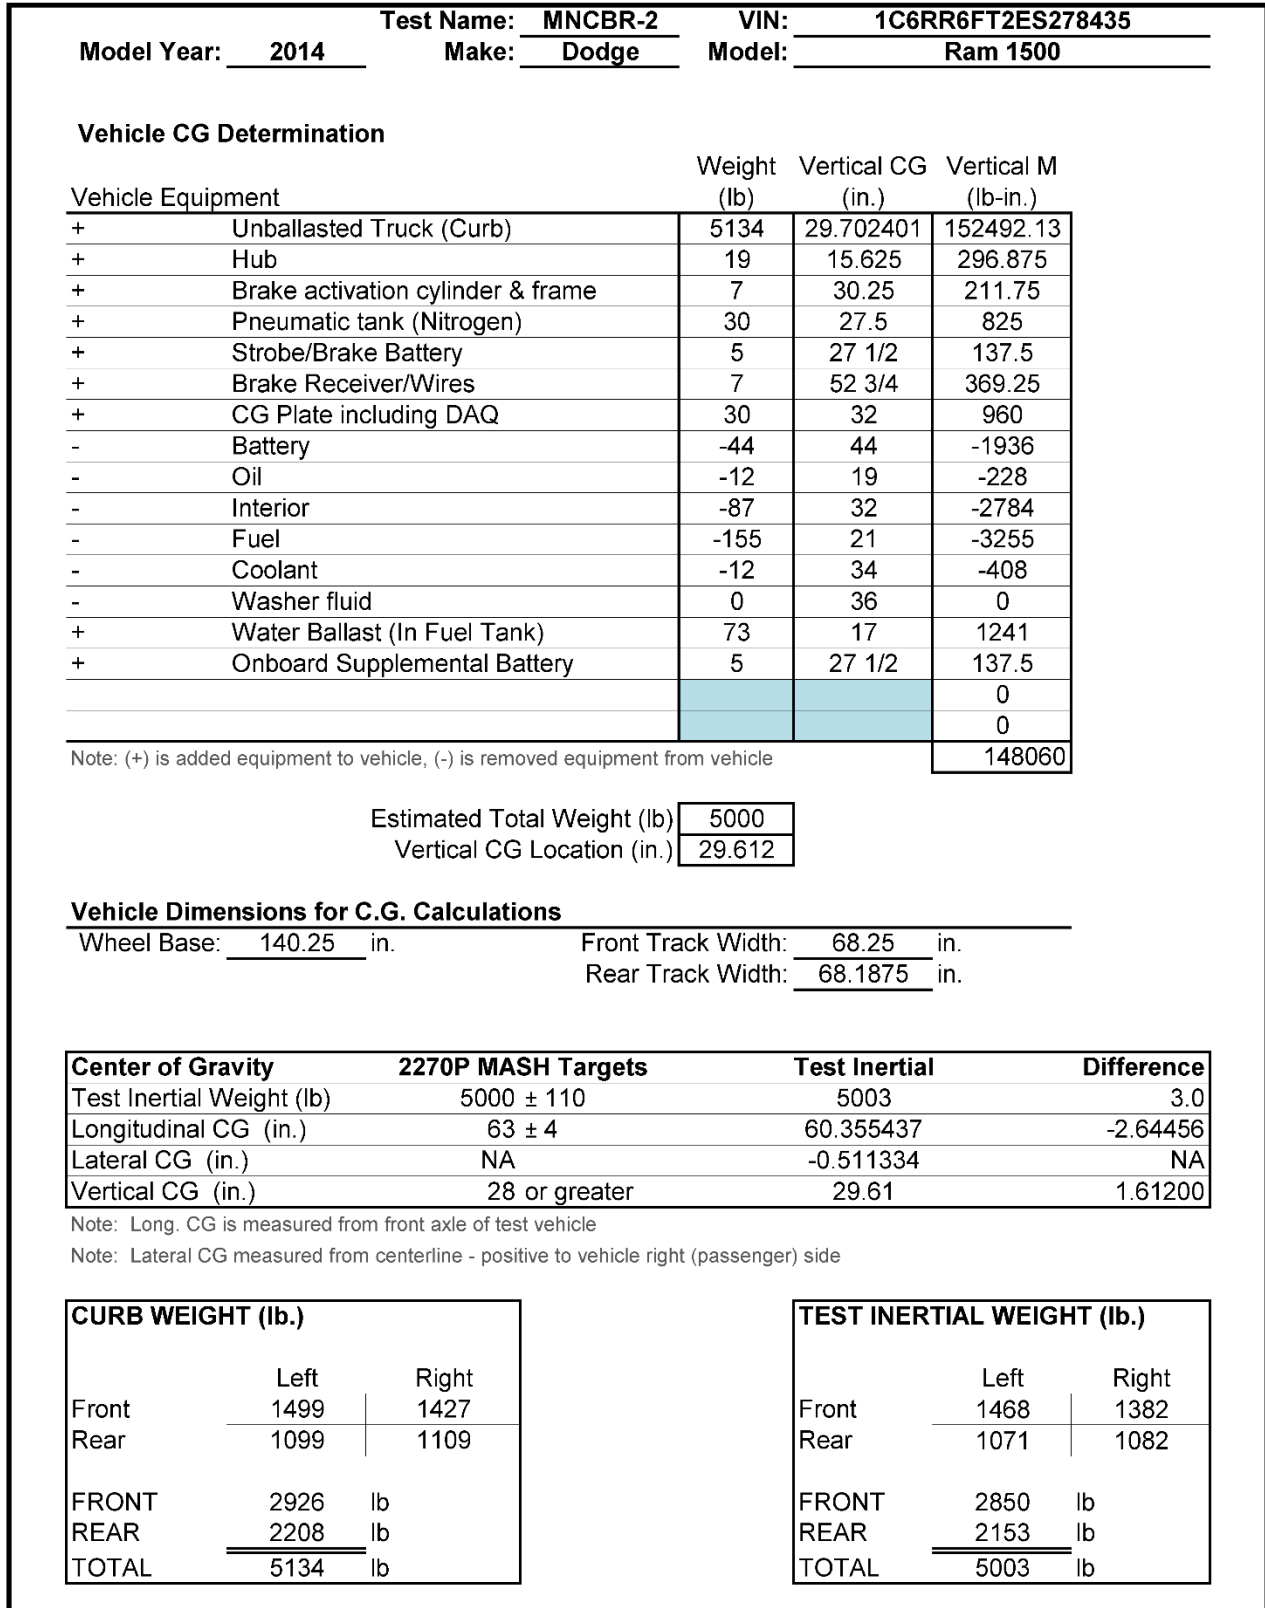 Test Name: MNCBR-2 VIN: 1C6RR6FT2ES278435
Model Year: 2014 Make: Dodge Model: Ram 1500
Vehicle CG Determination
Weight Vertical CG Vertical M
Vehicle Equipment (lb) (in.) (lb-in.)
+ Unballasted Truck (Curb) 5134 29.702401 152492.13
+ Hub 19 15.625 296.875
+ Brake activation cylinder & frame 7 30.25 211.75
+ Pneumatic tank (Nitrogen) 30 27.5 825
+ Strobe/Brake Battery 5 27 1/2 137.5
+ Brake Receiver/Wires 7 52 3/4 369.25
+ CG Plate including DAQ 30 32 960
- Battery -44 44 -1936
- Oil -12 19 -228
- Interior -87 32 -2784
- Fuel -155 21 -3255
- Coolant -12 34 -408
- Washer fluid 0 36 0
+ Water Ballast (In Fuel Tank) 73 17 1241
+ Onboard Supplemental Battery 5 27 1/2 137.5
0
0
Note: (+) is added equipment to vehicle, (-) is removed equipment from vehicle 148060
Estimated Total Weight (lb) 5000
Vertical CG Location (in.) 29.612
Vehicle Dimensions for C.G. Calculations
Wheel Base: 140.25 in. Front Track Width: 68.25 in.
Rear Track Width: 68.1875 in.
Center of Gravity 2270P MASH Targets Test Inertial Difference
Test Inertial Weight (lb) 5000 ± 110 5003 3.0
Longitudinal CG (in.) 63 ± 4 60.355437 -2.64456
Lateral CG (in.) NA -0.511334 NA
Vertical CG (in.) 28 or greater 29.61 1.61200
Note: Long. CG is measured from front axle of test vehicle
Note: Lateral CG measured from centerline - positive to vehicle right (passenger) side
CURB WEIGHT (lb.)
Left Right
Front 1499 1427
Rear 1099 1109
FRONT 2926 lb
REAR 2208 lb
TOTAL 5134 lb
TEST INERTIAL WEIGHT (lb.)
Left Right
Front 1468 1382
Rear 1071 1082
FRONT 2850 lb
REAR 2153 lb
TOTAL 5003 lb